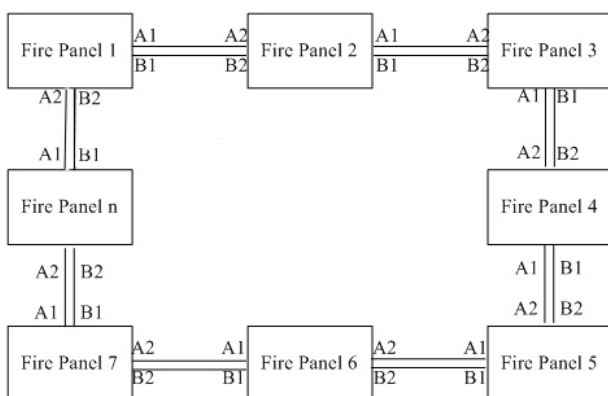 Fire Panel 1 A1 A2 Fire Panel 2 A1 A2 Fire Panel 3
B1 B2 B1 B2
A2 B2 A1 B1
A1 B1 A2 B2
Fire Panel n Fire Panel 4
A2 B2 A1 B1
A1 B1 A2 B2
Fire Panel 7 A2 A1 Fire Panel 6 A2 A1 Fire Panel 5
B2 B1 B2 B1